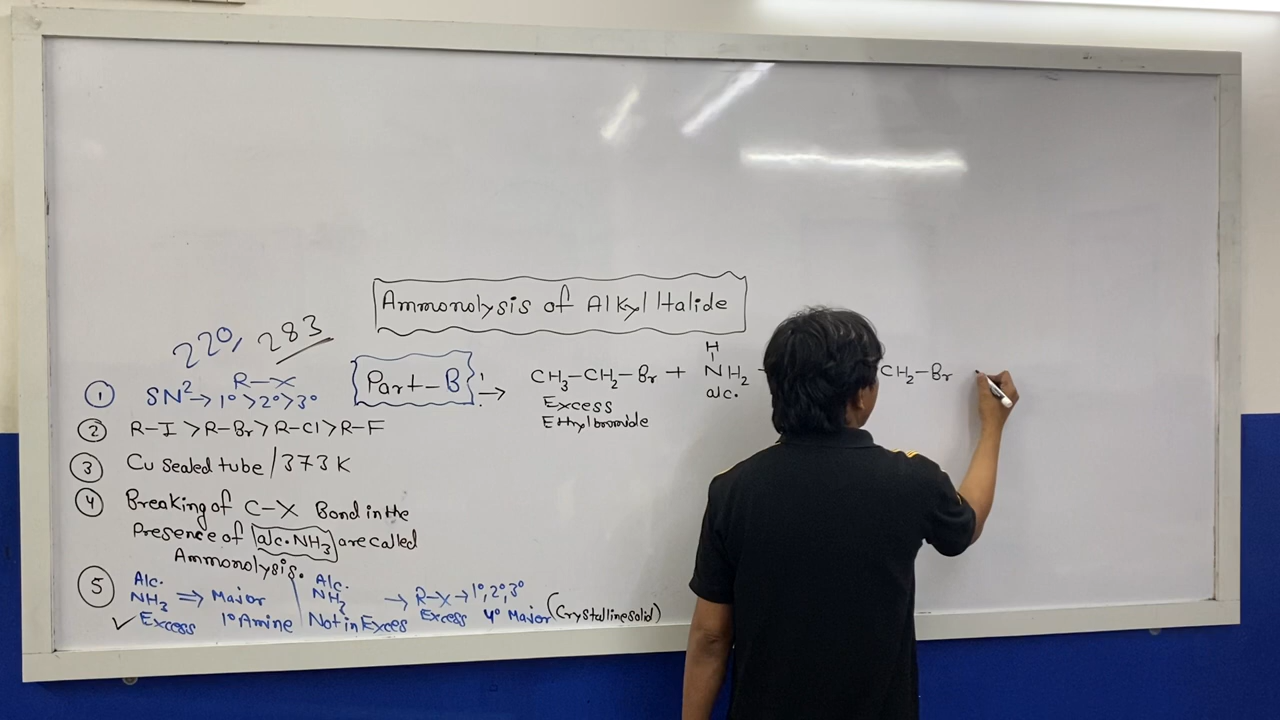 Ammonolysis of Alkyl Halide
220, 283
Part-B :→ CH3-CH2-Br + NH2
H
alc.
CH2-Br
Excess
Ethylbromide
① R-X
SN2→ 1°>2°>3°
② R-I >R-Br>R-Cl>R-F
③ Cu sealed tube/373K
④ Breaking of C-X Bond in the
Presence of alc.NH3 are called
Ammonolysis.
⑤ Alc. NH3 Excess ⇒ Major 1° Amine
Alc. NH3 Not in Exces → R-X→1°,2°,3°
✓ Excess 4° Major (Crystalline solid)